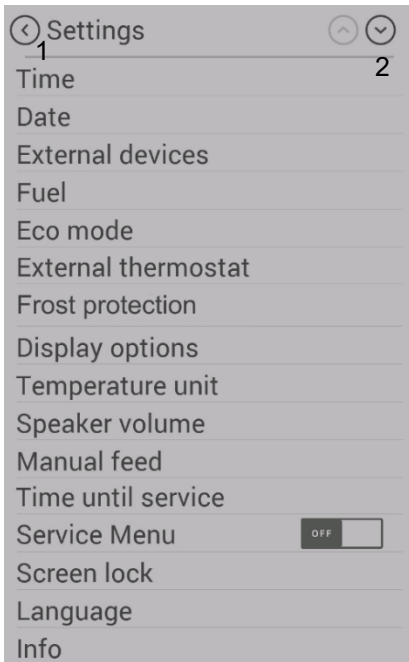 Settings
1
2
Time
Date
External devices
Fuel
Eco mode
External thermostat
Frost protection
Display options
Temperature unit
Speaker volume
Manual feed
Time until service
Service Menu OFF
Screen lock
Language
Info